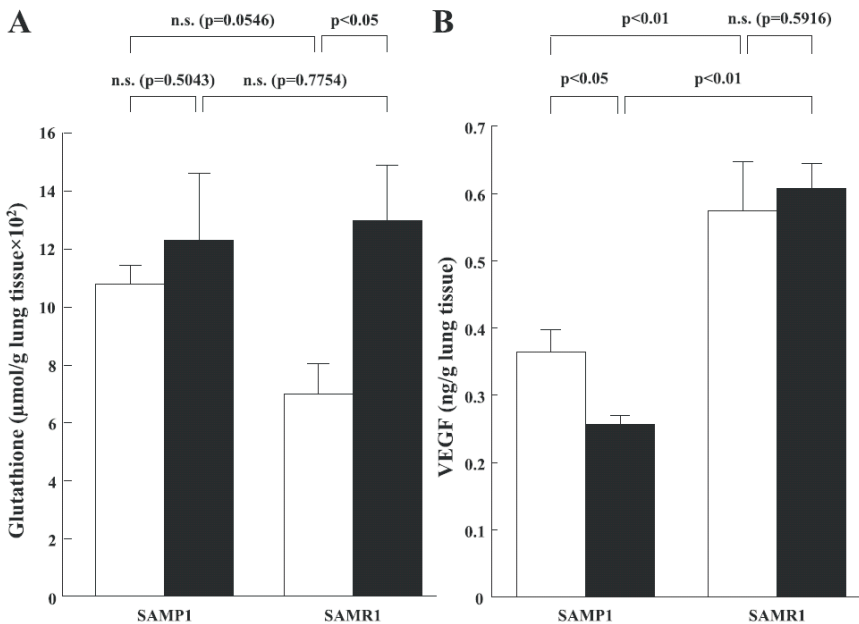 A
n.s. (p=0.0546)
p<0.05
n.s. (p=0.5043)
n.s. (p=0.7754)
Glutathione (μmol/g lung tissue×10²)
16
14
12
10
8
6
4
2
0
SAMP1
SAMR1
B
p<0.01
n.s. (p=0.5916)
p<0.05
p<0.01
VEGF (ng/g lung tissue)
0.7
0.6
0.5
0.4
0.3
0.2
0.1
0
SAMP1
SAMR1